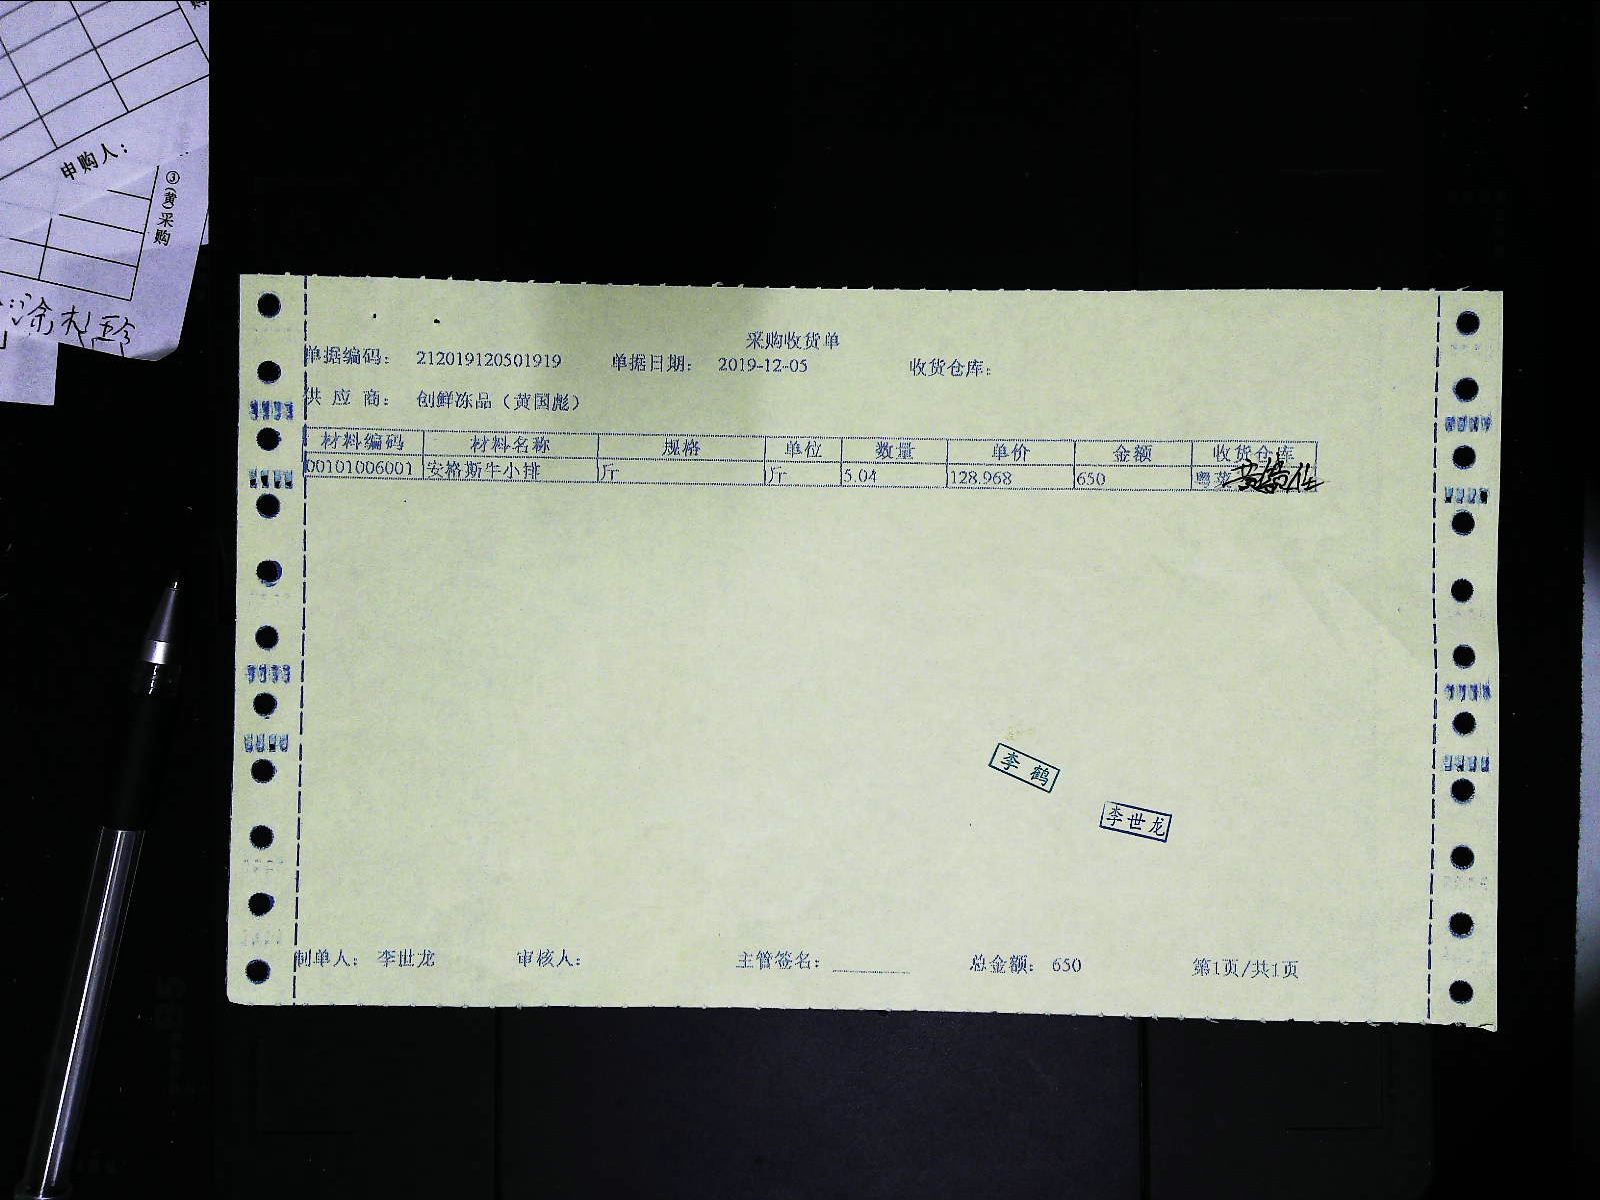 申购人：
③(黄)采购
采购收货单
单据编码： 212019120501919 单据日期： 2019-12-05 收货仓库：
供应商： 创鲜冻品（黄国彪）
材料编码 材料名称 规格 单位 数量 单价 金额 收货仓库
00101006001 安格斯牛小排 斤 斤 5.04 128.968 650 粤菜
李鹤
李世龙
制单人： 李世龙 审核人： 主管签名： 总金额： 650 第1页/共1页